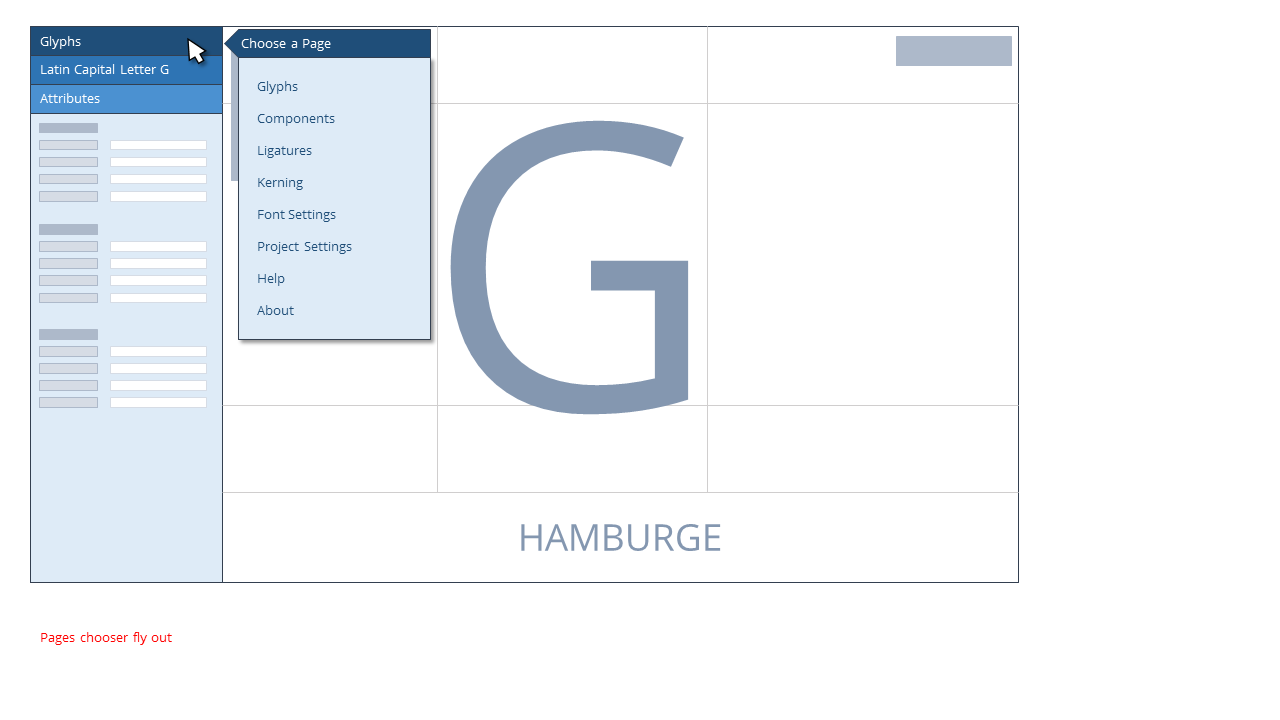 Glyphs
Latin Capital Letter G
Attributes
Choose a Page
Glyphs
Components
Ligatures
Kerning
Font Settings
Project Settings
Help
About
G
HAMBURGE
Pages chooser fly out